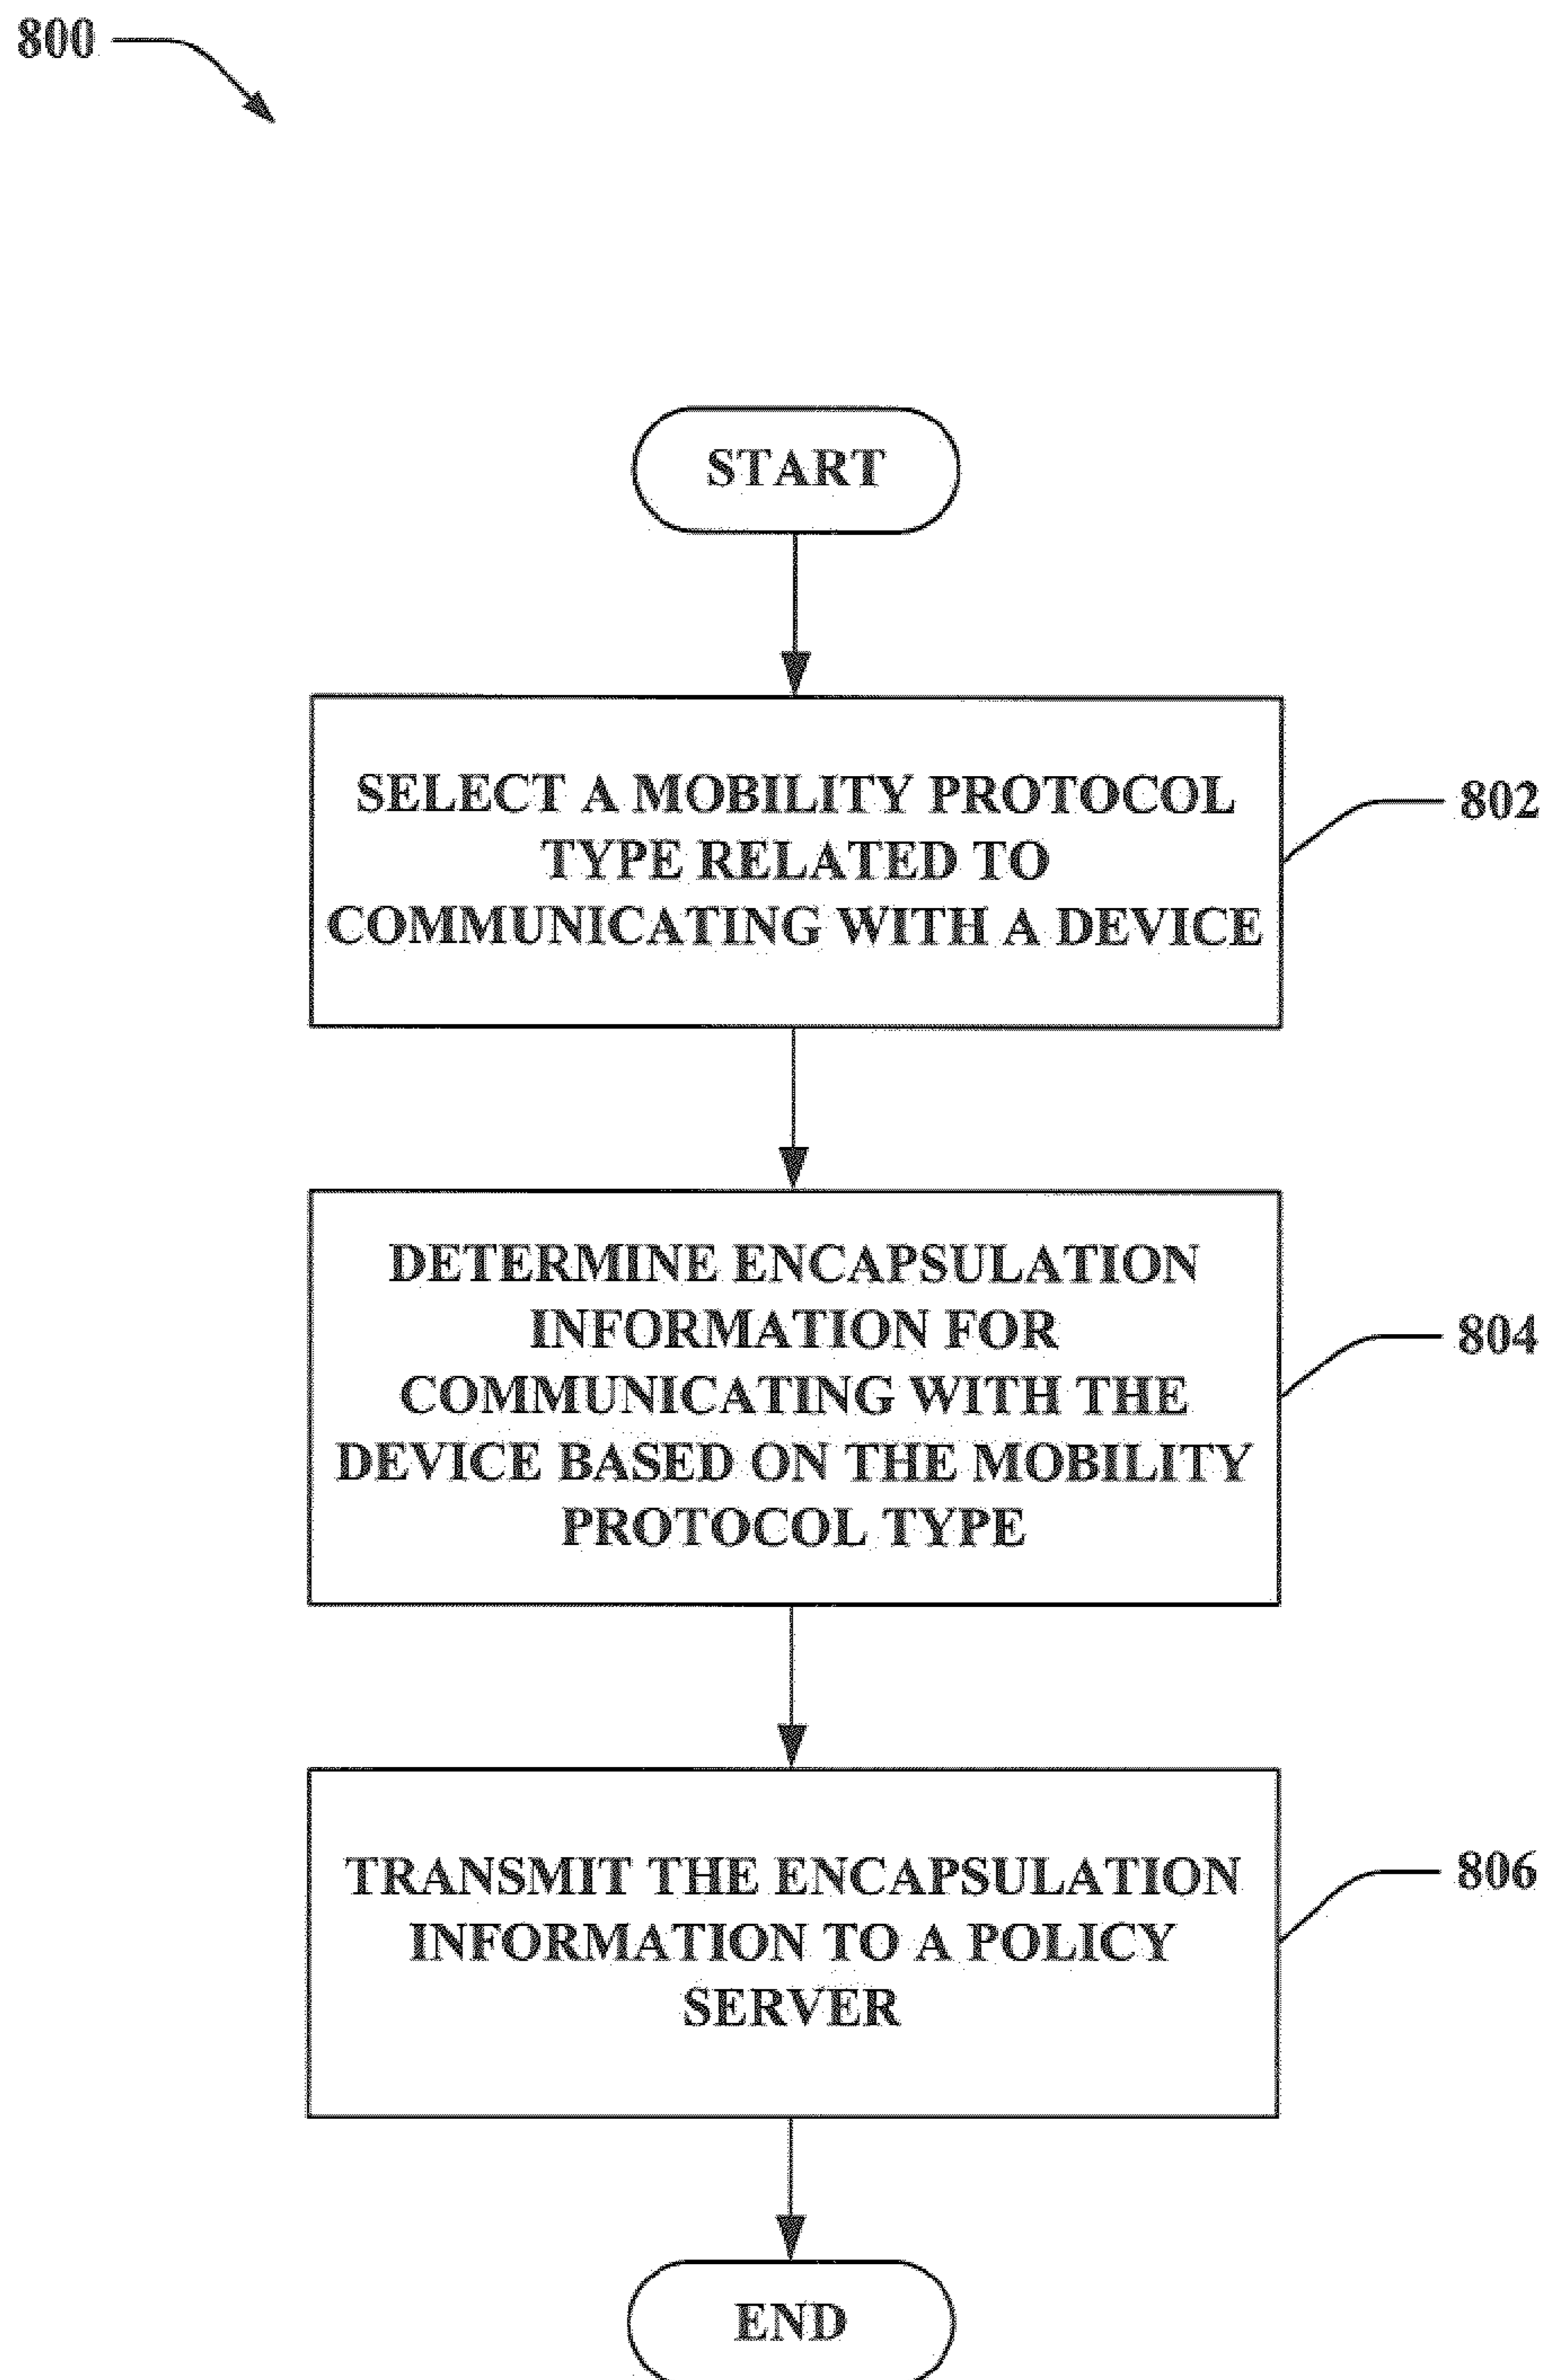 800
START
SELECT A MOBILITY PROTOCOL
TYPE RELATED TO
COMMUNICATING WITH A DEVICE
802
DETERMINE ENCAPSULATION
INFORMATION FOR
COMMUNICATING WITH THE
DEVICE BASED ON THE MOBILITY
PROTOCOL TYPE
804
TRANSMIT THE ENCAPSULATION
INFORMATION TO A POLICY
SERVER
806
END